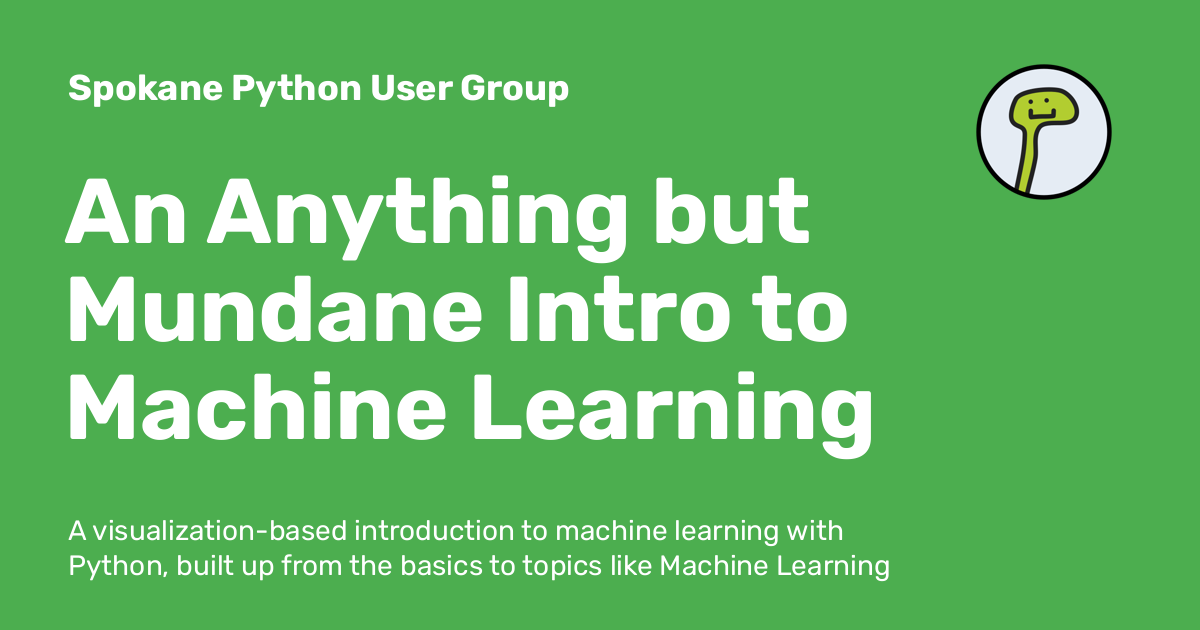 Spokane Python User Group
An Anything but
Mundane Intro to
Machine Learning
A visualization-based introduction to machine learning with
Python, built up from the basics to topics like Machine Learning